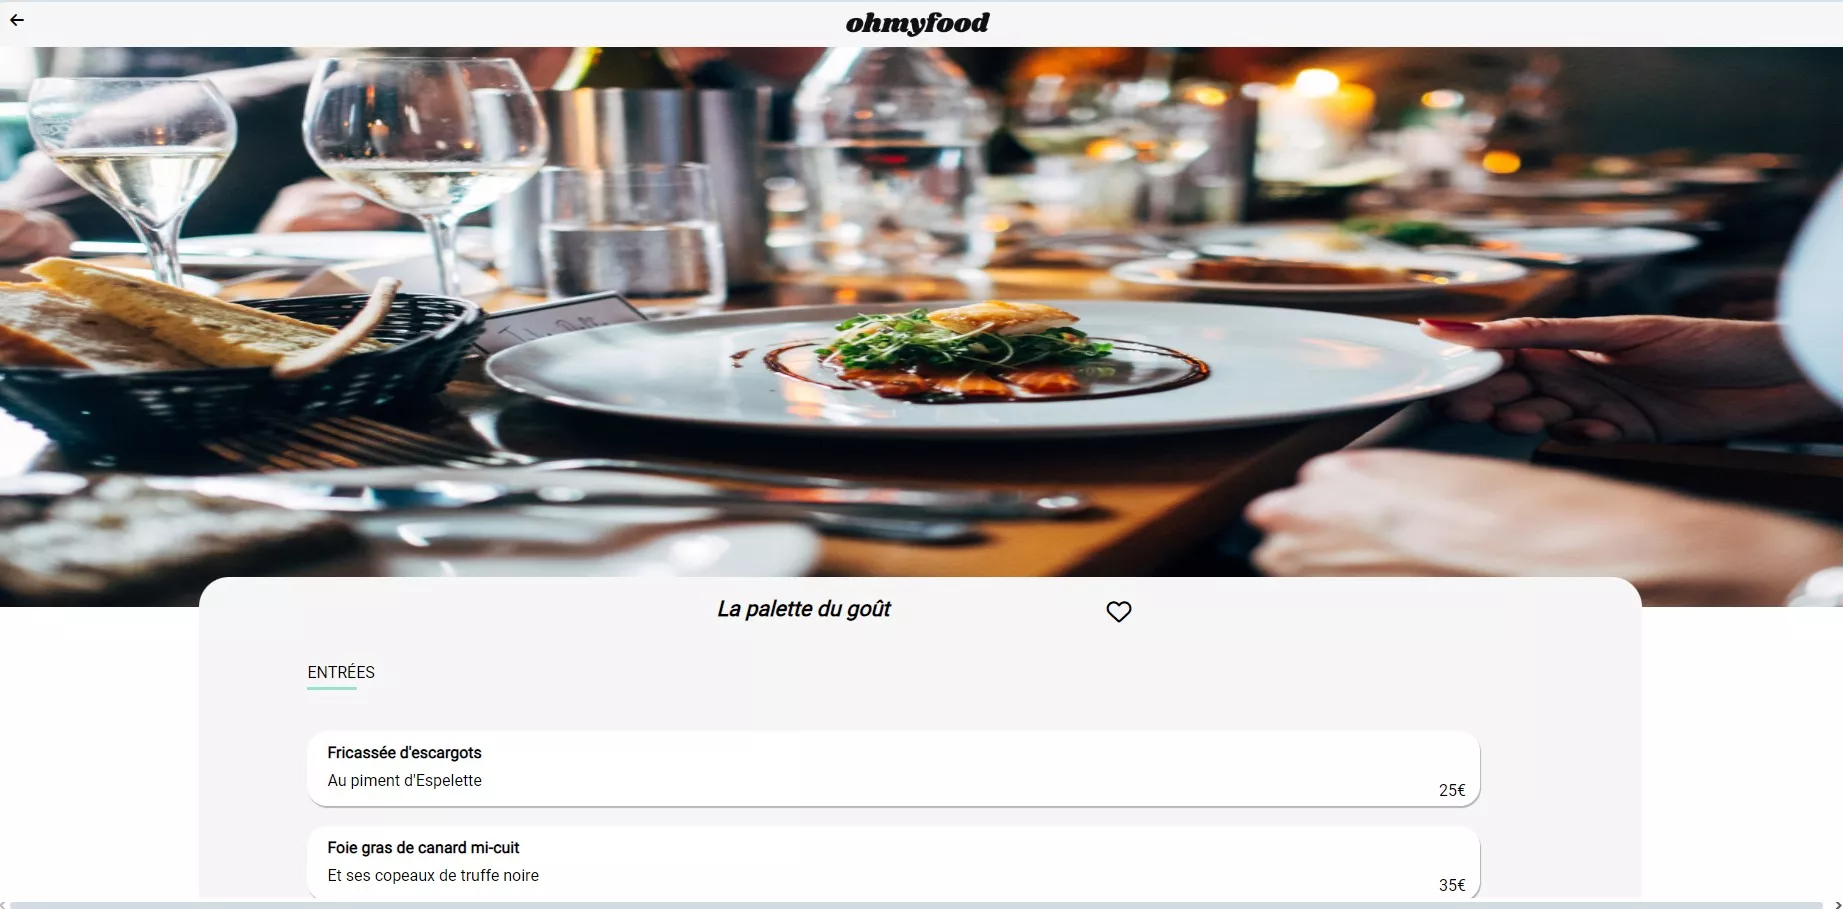 ohmyfood
La palette du goût
ENTRÉES
Fricassée d'escargots
Au piment d'Espelette
25€
Foie gras de canard mi-cuit
Et ses copeaux de truffe noire
35€